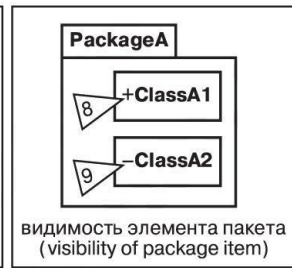 PackageA
8
+ClassA1
9
–ClassA2
видимость элемента пакета
(visibility of package item)